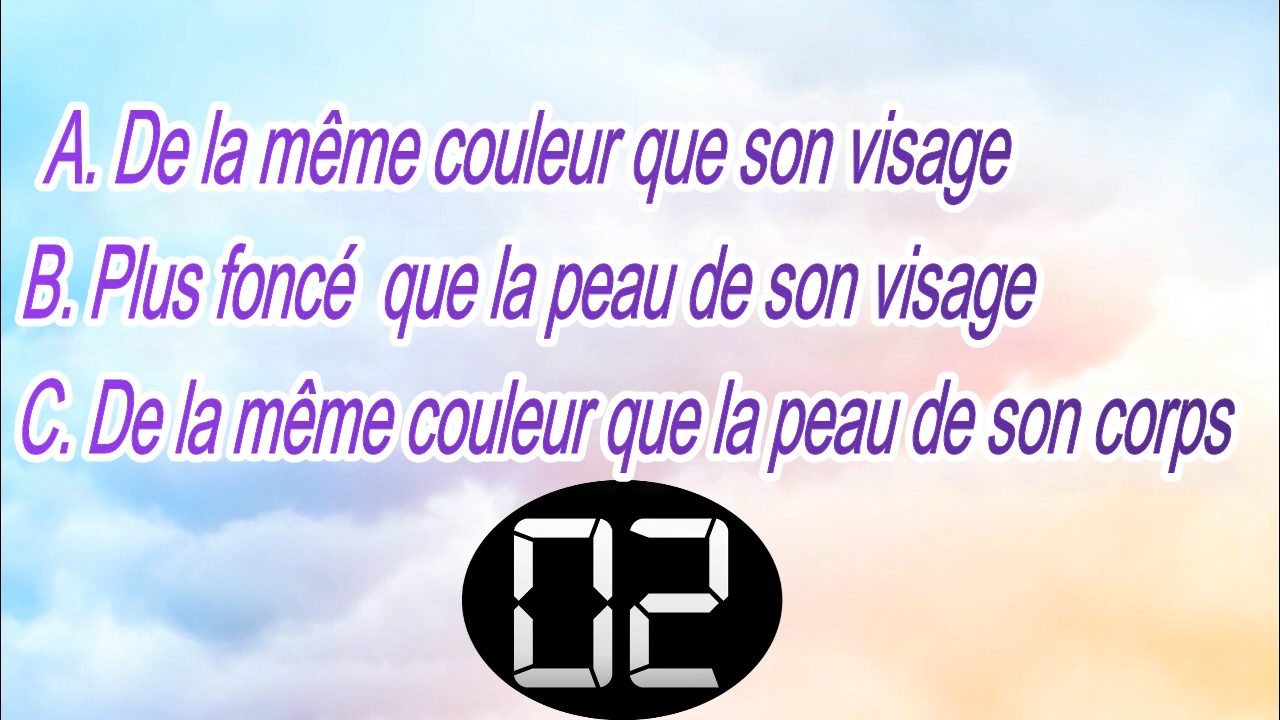 A. De la même couleur que son visage
B. Plus foncé que la peau de son visage
C. De la même couleur que la peau de son corps
02